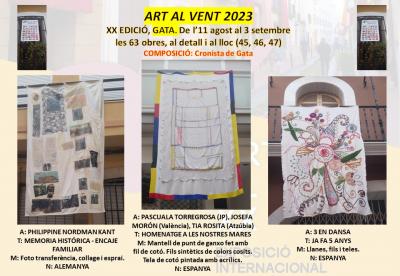 ART AL VENT 2023
XX EDICIÓ, GATA. De l'11 agost al 3 setembre
les 63 obres, al detall i al lloc (45, 46, 47)
COMPOSICIÓ: Cronista de Gata
A: PHILIPPINE NORDMAN KANT
T: MEMORIA HISTÓRICA - ENCAJE
FAMILIAR
M: Foto transferència, collage i esprai.
N: ALEMANYA
A: PASCUALA TORREGROSA (JP), JOSEFA
MORÓN (València), TIA ROSITA (Atzúbia)
T: HOMENATGE A LES NOSTRES MARES
M: Mantell de punt de ganxo fet amb
fil de cotó. Fils sintètics de colors cosits.
Tela de cotó pintada amb acrílics.
N: ESPANYA
A: 3 EN DANSA
T: JA FA 5 ANYS
M: Llanes, fils i teles.
N: ESPANYA
INTERNACIONAL